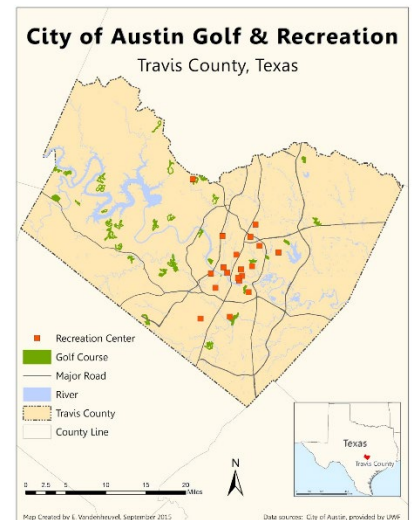 City of Austin Golf & Recreation
Travis County, Texas
Recreation Center
Golf Course
Major Road
River
Travis County
County Line
0 2.5 5 10 15 20
Miles
N
Texas
Travis County
Map Created by E. Vandenheuvel, September 2015
Data sources: City of Austin, provided by UWF